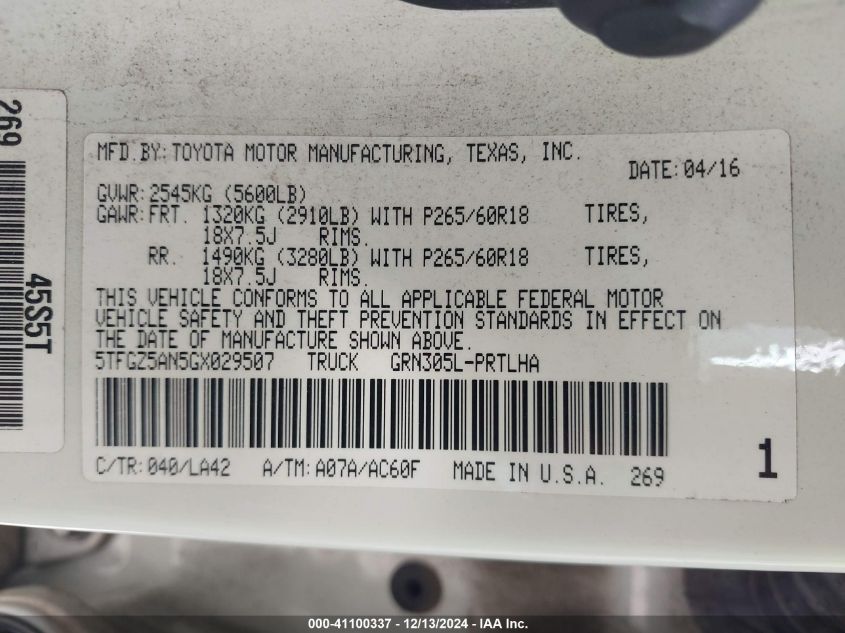 269
45S5T
MFD.BY:TOYOTA MOTOR MANUFACTURING, TEXAS, INC.
DATE:04/16
GVWR:2545KG (5600LB)
GAWR:FRT. 1320KG (2910LB) WITH P265/60R18 TIRES,
18X7.5J RIMS.
RR. 1490KG (3280LB) WITH P265/60R18 TIRES,
18X7.5J RIMS.
THIS VEHICLE CONFORMS TO ALL APPLICABLE FEDERAL MOTOR
VEHICLE SAFETY AND THEFT PREVENTION STANDARDS IN EFFECT ON
THE DATE OF MANUFACTURE SHOWN ABOVE.
5TFGZ5AN5GX029507 TRUCK GRN305L-PRTLHA
C/TR:040/LA42 A/TM:A07A/AC60F MADE IN U.S.A. 269
1
000-41100337 - 12/13/2024 - IAA Inc.